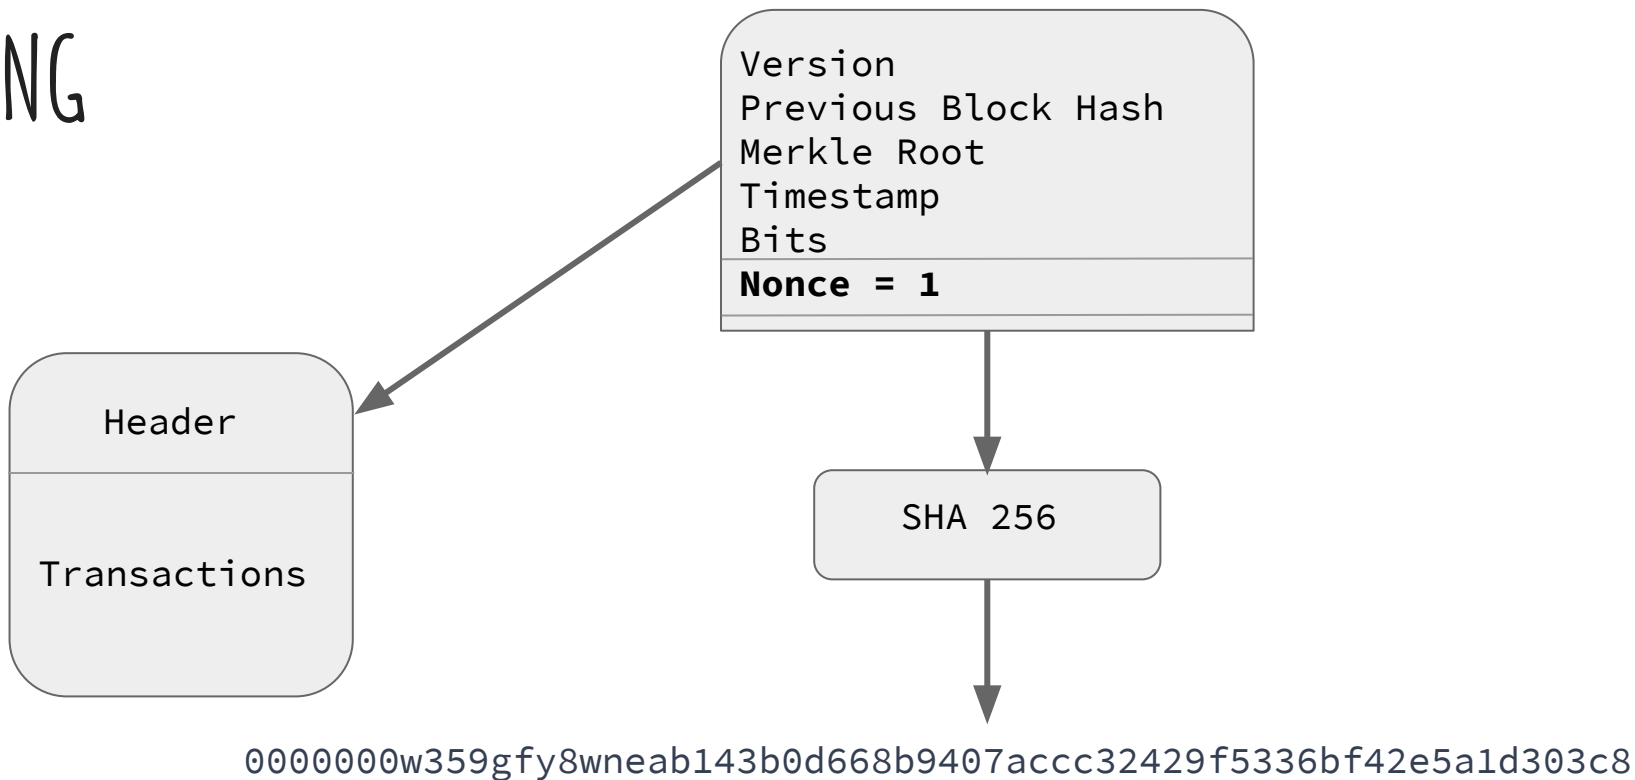 NG
Version
Previous Block Hash
Merkle Root
Timestamp
Bits
Nonce = 1
Header
SHA 256
Transactions
0000000w359gfy8wneab143b0d668b9407accc32429f5336bf42e5a1d303c8